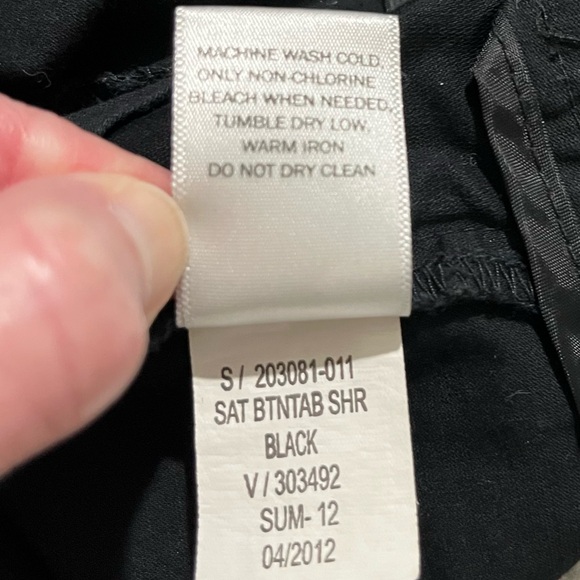 MACHINE WASH COLD,
ONLY NON-CHLORINE
BLEACH WHEN NEEDED,
TUMBLE DRY LOW,
WARM IRON
DO NOT DRY CLEAN
S/ 203081-011
SAT BTNTAB SHR
BLACK
V/303492
SUM- 12
04/2012